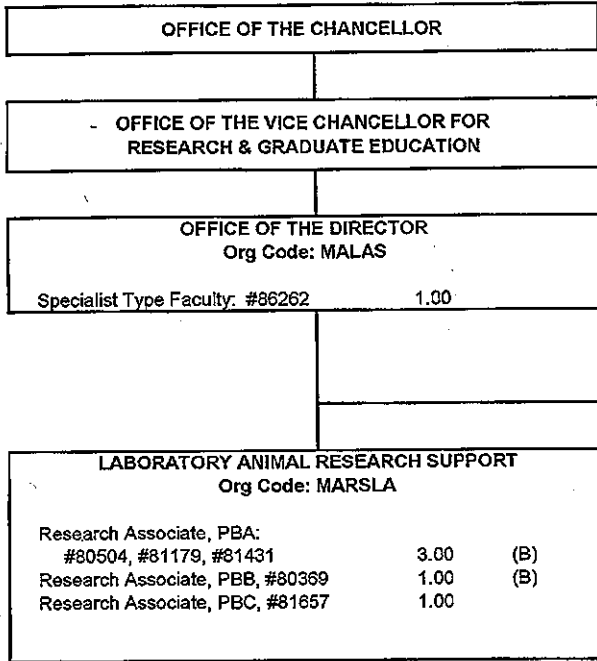 OFFICE OF THE CHANCELLOR
- OFFICE OF THE VICE CHANCELLOR FOR
RESEARCH & GRADUATE EDUCATION
OFFICE OF THE DIRECTOR
Org Code: MALAS
Specialist Type Faculty: #86262 1.00
LABORATORY ANIMAL RESEARCH SUPPORT
Org Code: MARSLA
Research Associate, PBA:
#80504, #81179, #81431 3.00 (B)
Research Associate, PBB, #80369 1.00 (B)
Research Associate, PBC, #81657 1.00